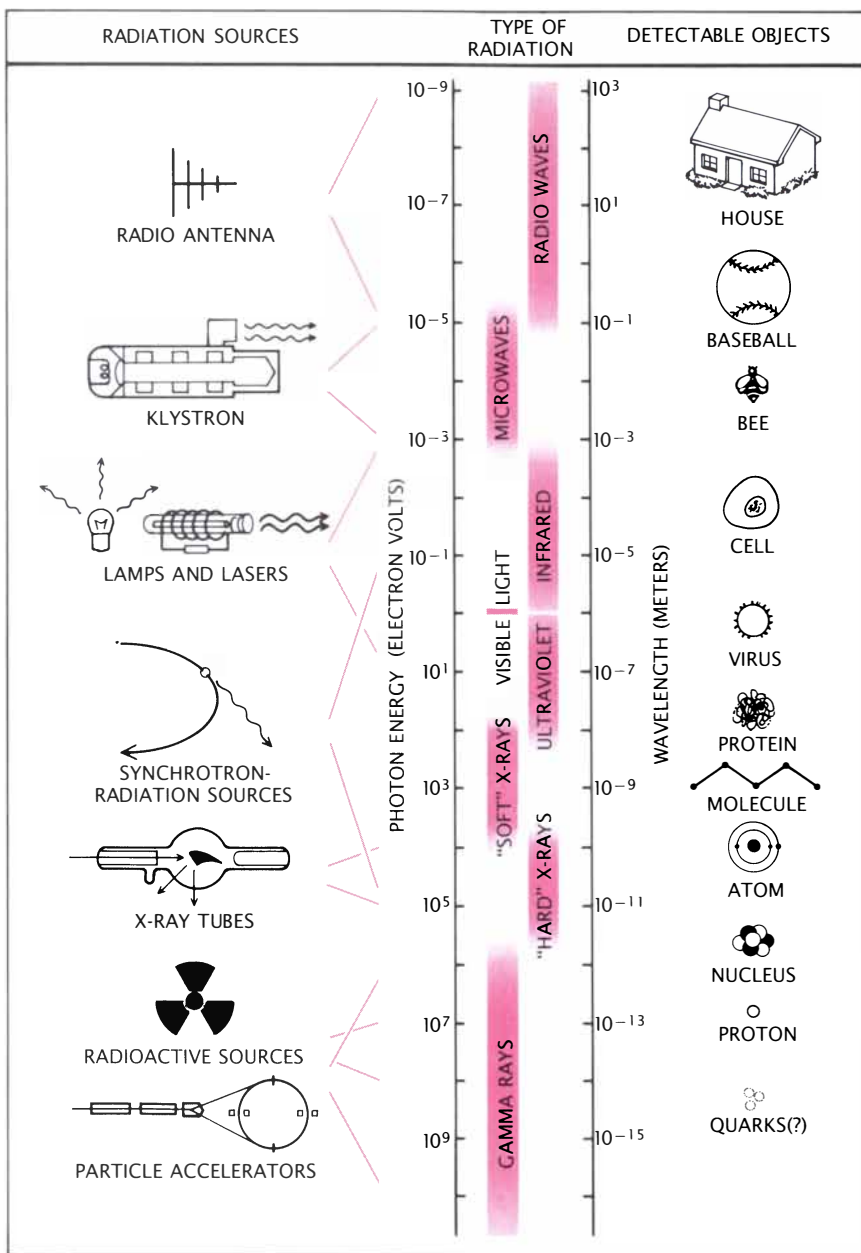 RADIATION SOURCES
TYPE OF
RADIATION
DETECTABLE OBJECTS
RADIO ANTENNA
KLYSTRON
LAMPS AND LASERS
SYNCHROTRON-
RADIATION SOURCES
X-RAY TUBES
RADIOACTIVE SOURCES
PARTICLE ACCELERATORS
PHOTON ENERGY (ELECTRON VOLTS)
10⁻⁹
10⁻⁷
10⁻⁵
10⁻³
10⁻¹
10¹
10³
10⁵
10⁷
10⁹
RADIO WAVES
MICROWAVES
INFRARED
VISIBLE LIGHT
ULTRAVIOLET
"SOFT" X-RAYS
"HARD" X-RAYS
GAMMA RAYS
10³
10¹
10⁻¹
10⁻³
10⁻⁵
10⁻⁷
10⁻⁹
10⁻¹¹
10⁻¹³
10⁻¹⁵
WAVELENGTH (METERS)
HOUSE
BASEBALL
BEE
CELL
VIRUS
PROTEIN
MOLECULE
ATOM
NUCLEUS
PROTON
QUARKS(?)